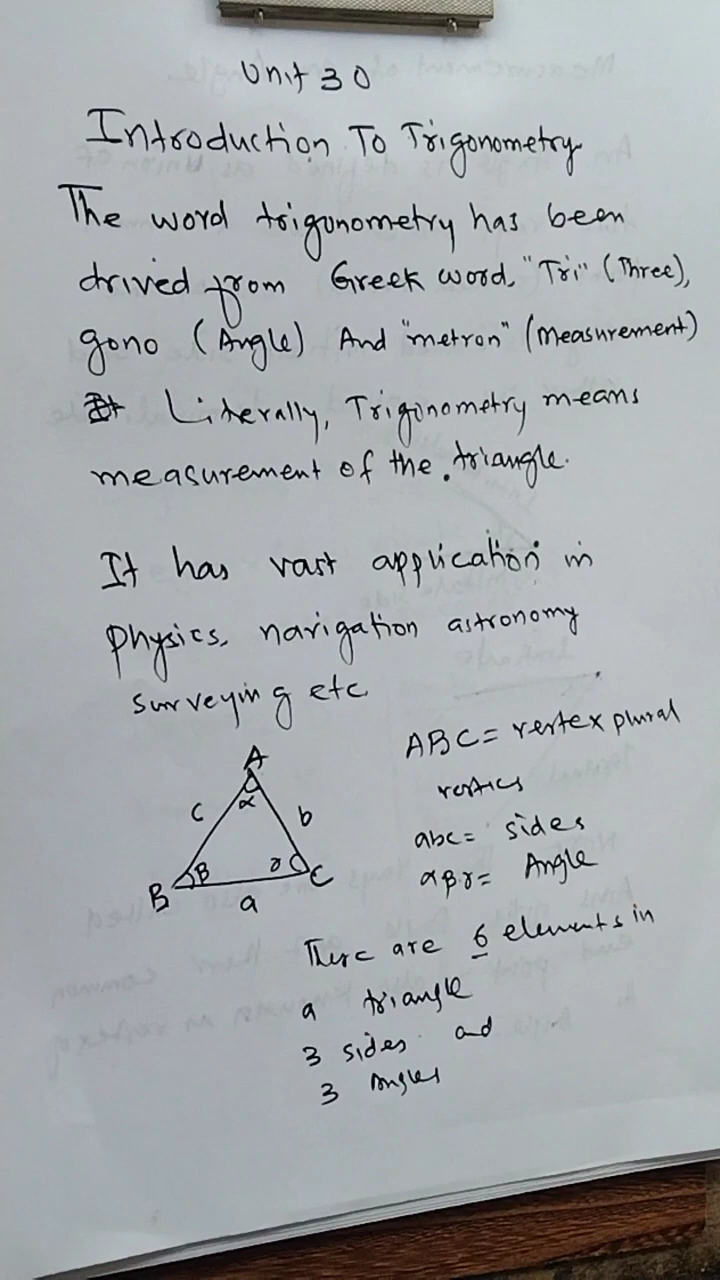 Unit 30
Introduction To Trigonometry
The word trigonometry has been
drived from Greek word, "Tri" (Three),
gono (Angle) And "metron" (measurement)
Literally, Trigonometry means
measurement of the triangle.
It has vast application in
physics, navigation astronomy
surveying etc
A
α
c
b
B
β
γ
C
a
ABC = vertex plural
vertics
abc = sides
αβγ = Angle
There are 6 elements in
a triangle
3 sides and
3 Angles